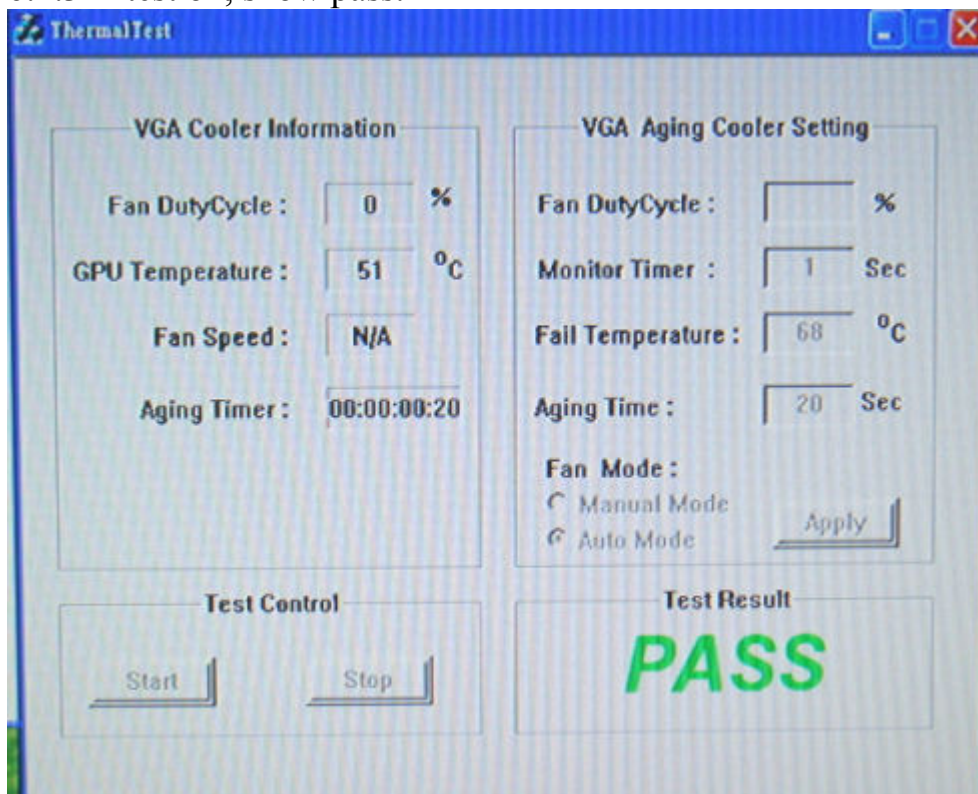 ThermalTest
VGA Cooler Information
Fan DutyCycle : 0 %
GPU Temperature : 51 °C
Fan Speed : N/A
Aging Timer : 00:00:00:20
VGA Aging Cooler Setting
Fan DutyCycle : %
Monitor Timer : 1 Sec
Fail Temperature : 68 °C
Aging Time : 20 Sec
Fan Mode :
Manual Mode
Auto Mode
Apply
Test Control
Start Stop
Test Result
PASS